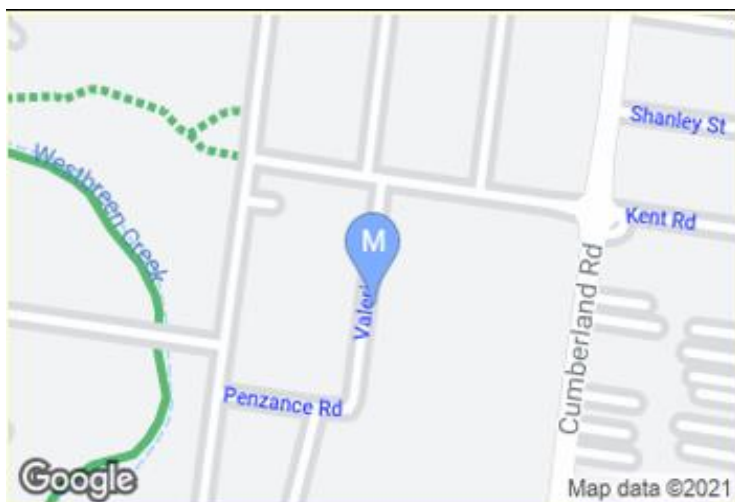 Shanley St
Westbreen Creek
Kent Rd
M
Cumberland Rd
Penzance Rd
Google
Map data ©2021